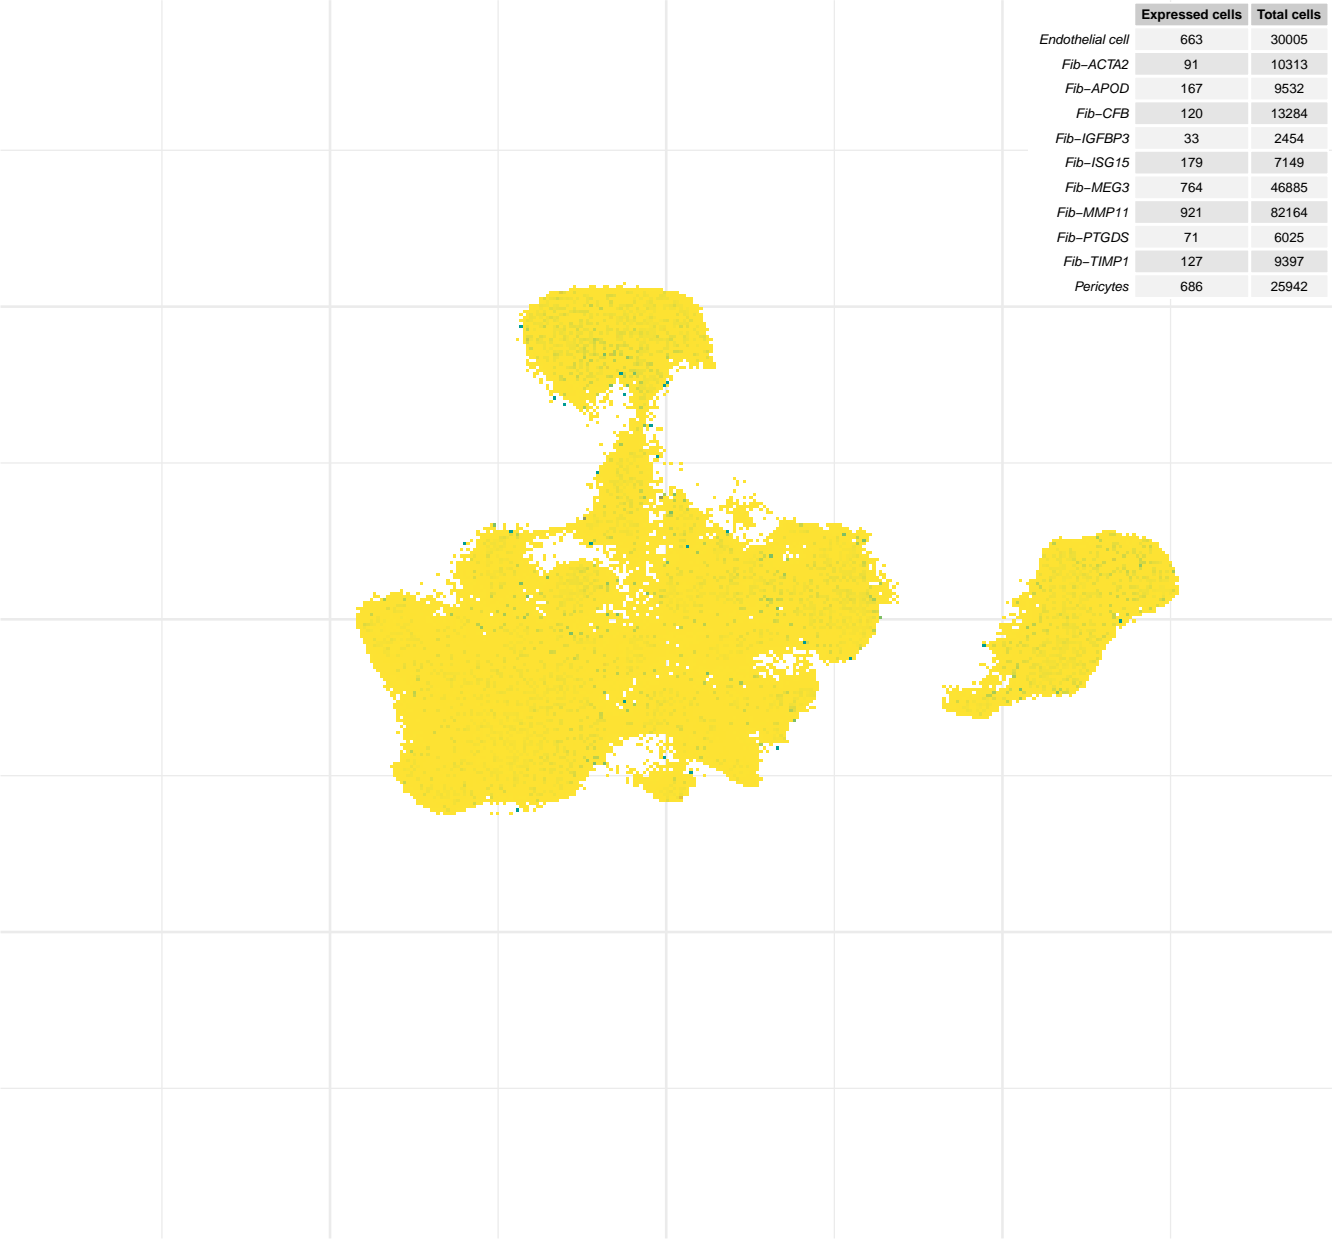 Expressed cells Total cells
Endothelial cell 663 30005
Fib−ACTA2 91 10313
Fib−APOD 167 9532
Fib−CFB 120 13284
Fib−IGFBP3 33 2454
Fib−ISG15 179 7149
Fib−MEG3 764 46885
Fib−MMP11 921 82164
Fib−PTGDS 71 6025
Fib−TIMP1 127 9397
Pericytes 686 25942